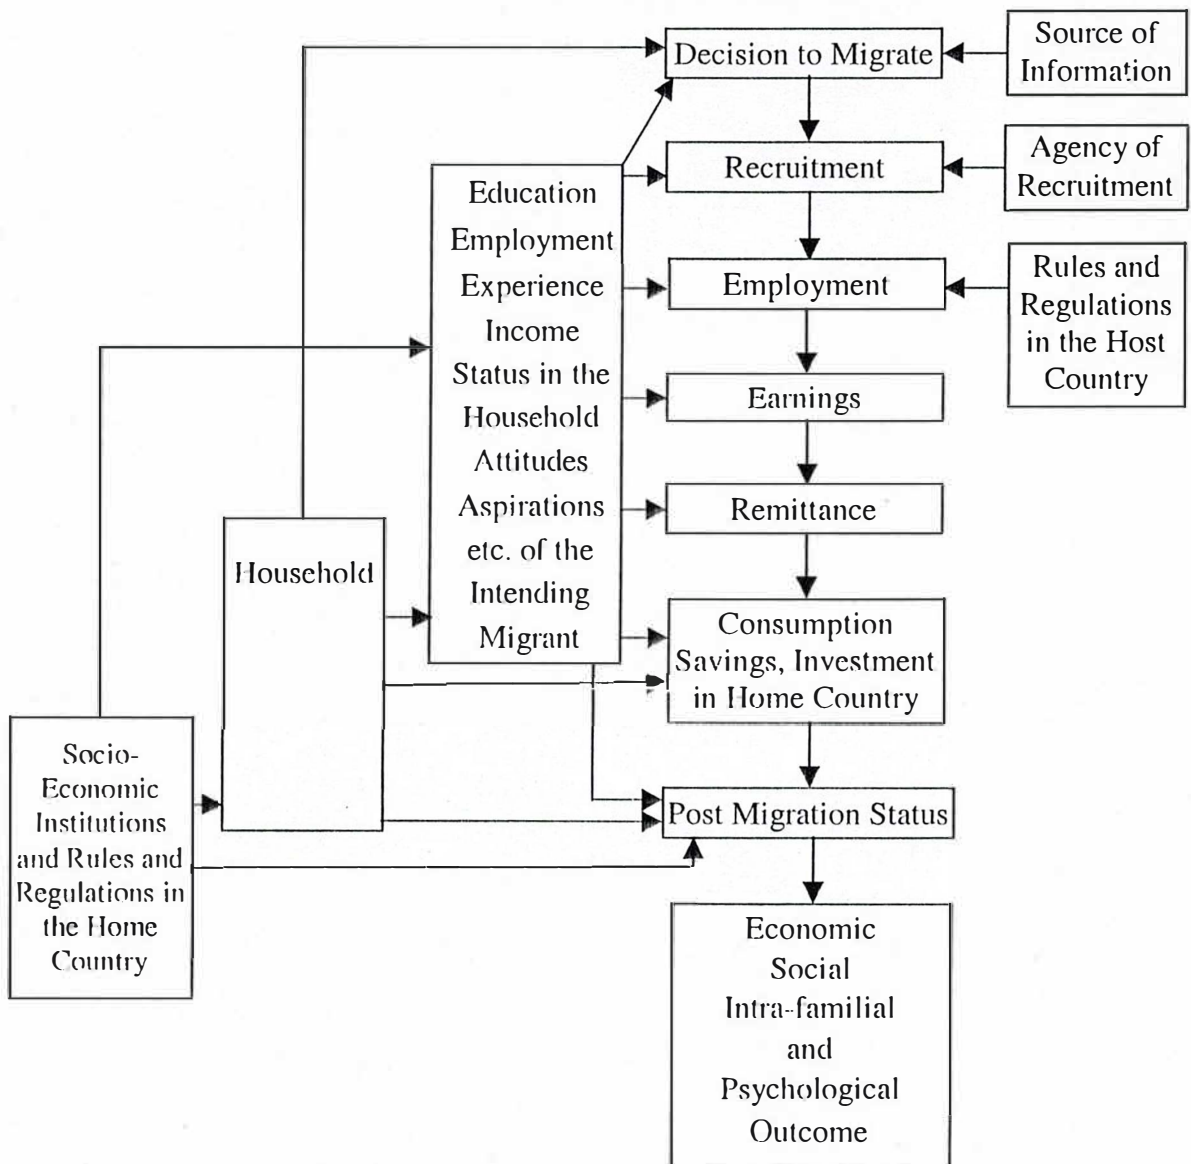 Decision to Migrate
Source of
Information
Recruitment
Agency of
Recruitment
Education
Employment
Experience
Income
Status in the
Household
Attitudes
Aspirations
etc. of the
Intending
Migrant
Employment
Rules and
Regulations
in the Host
Country
Earnings
Remittance
Household
Consumption
Savings, Investment
in Home Country
Socio-
Economic
Institutions
and Rules and
Regulations in
the Home
Country
Post Migration Status
Economic
Social
Intra-familial
and
Psychological
Outcome